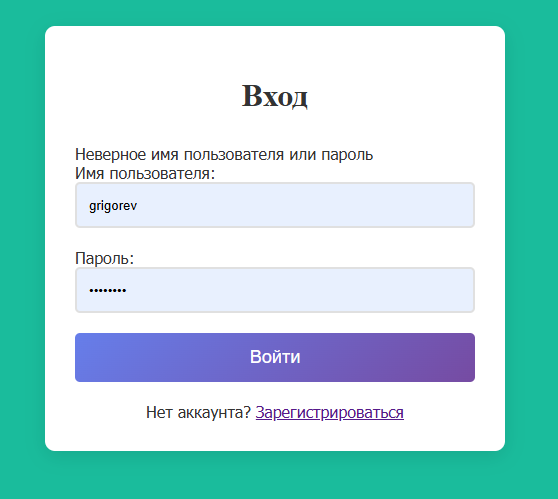 Вход
Неверное имя пользователя или пароль
Имя пользователя:
grigorev
Пароль:
••••••••
Войти
Нет аккаунта? Зарегистрироваться